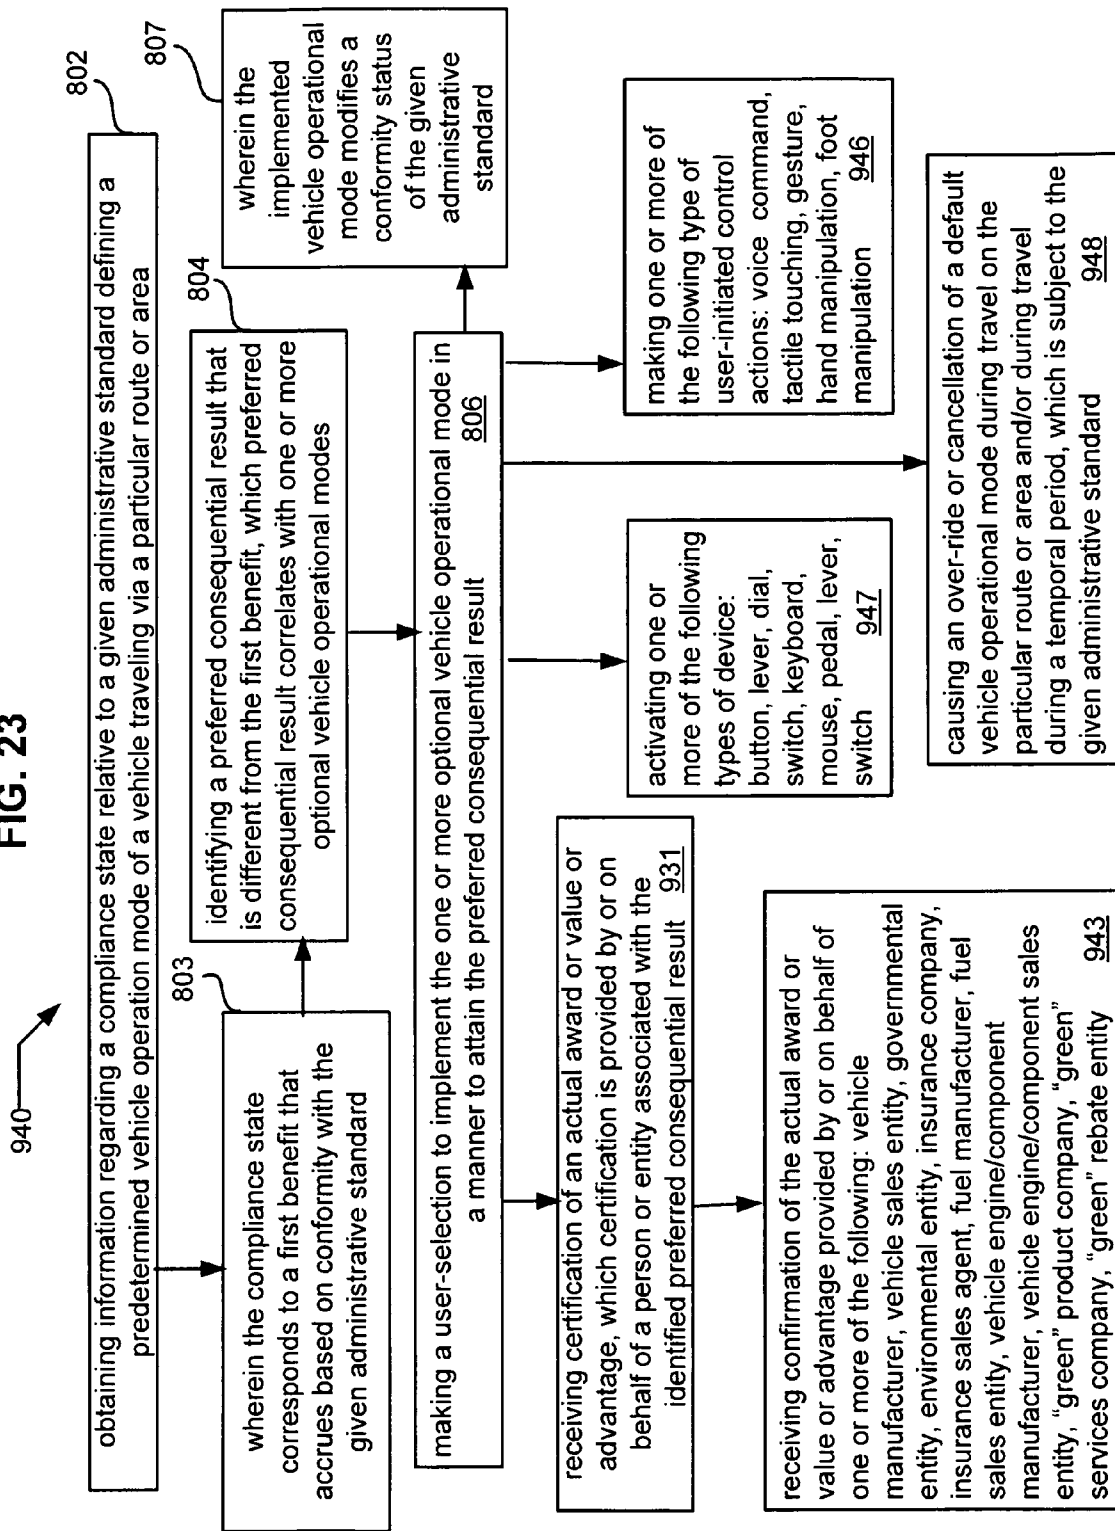 FIG. 23
940
802
obtaining information regarding a compliance state relative to a given administrative standard defining a
predetermined vehicle operation mode of a vehicle traveling via a particular route or area
803
wherein the compliance state
corresponds to a first benefit that
accrues based on conformity with the
given administrative standard
804
identifying a preferred consequential result that
is different from the first benefit, which preferred
consequential result correlates with one or more
optional vehicle operational modes
807
wherein the
implemented
vehicle operational
mode modifies a
conformity status
of the given
administrative
standard
making a user-selection to implement the one or more optional vehicle operational mode in
a manner to attain the preferred consequential result 806
receiving certification of an actual award or value or
advantage, which certification is provided by or on
behalf of a person or entity associated with the
identified preferred consequential result 931
activating one or
more of the following
types of device:
button, lever, dial,
switch, keyboard,
mouse, pedal, lever,
switch 947
making one or more of
the following type of
user-initiated control
actions: voice command,
tactile touching, gesture,
hand manipulation, foot
manipulation 946
receiving confirmation of the actual award or
value or advantage provided by or on behalf of
one or more of the following: vehicle
manufacturer, vehicle sales entity, governmental
entity, environmental entity, insurance company,
insurance sales agent, fuel manufacturer, fuel
sales entity, vehicle engine/component
manufacturer, vehicle engine/component sales
entity, “green” product company, “green”
services company, “green” rebate entity 943
causing an over-ride or cancellation of a default
vehicle operational mode during travel on the
particular route or area and/or during travel
during a temporal period, which is subject to the
given administrative standard 948